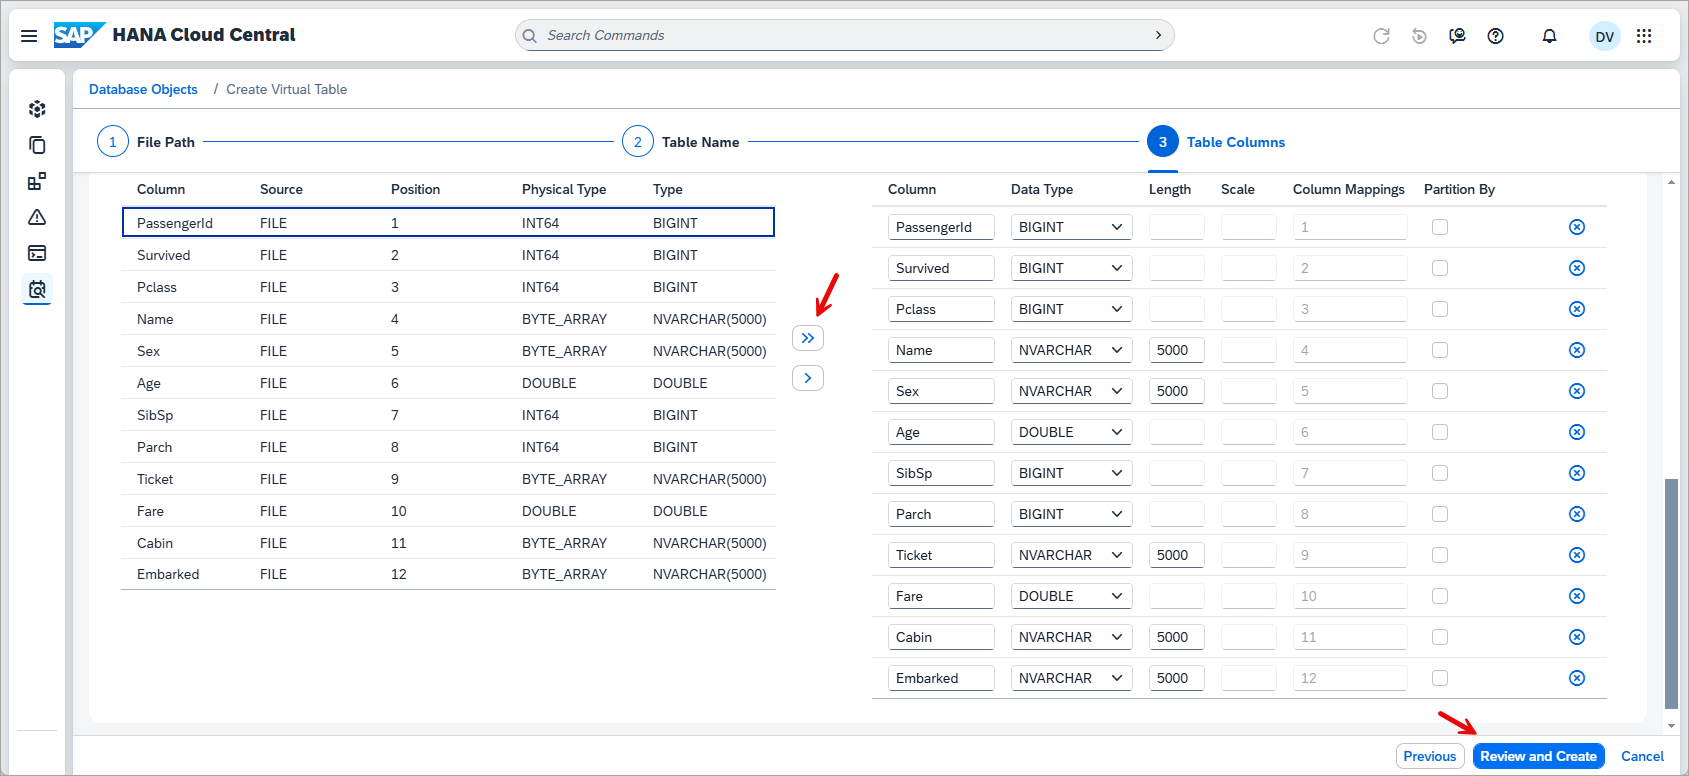 SAP HANA Cloud Central
Search Commands
DV
Database Objects / Create Virtual Table
1 File Path
2 Table Name
3 Table Columns
Column Source Position Physical Type Type
PassengerId FILE 1 INT64 BIGINT
Survived FILE 2 INT64 BIGINT
Pclass FILE 3 INT64 BIGINT
Name FILE 4 BYTE_ARRAY NVARCHAR(5000)
Sex FILE 5 BYTE_ARRAY NVARCHAR(5000)
Age FILE 6 DOUBLE DOUBLE
SibSp FILE 7 INT64 BIGINT
Parch FILE 8 INT64 BIGINT
Ticket FILE 9 BYTE_ARRAY NVARCHAR(5000)
Fare FILE 10 DOUBLE DOUBLE
Cabin FILE 11 BYTE_ARRAY NVARCHAR(5000)
Embarked FILE 12 BYTE_ARRAY NVARCHAR(5000)
Column Data Type Length Scale Column Mappings Partition By
PassengerId BIGINT 1
Survived BIGINT 2
Pclass BIGINT 3
Name NVARCHAR 5000 4
Sex NVARCHAR 5000 5
Age DOUBLE 6
SibSp BIGINT 7
Parch BIGINT 8
Ticket NVARCHAR 5000 9
Fare DOUBLE 10
Cabin NVARCHAR 5000 11
Embarked NVARCHAR 5000 12
Previous Review and Create Cancel